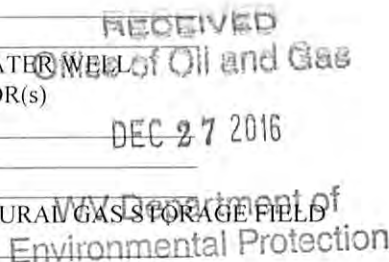 RECEIVED
ATER WELL
Office of Oil and Gas
OR(s)
DEC 27 2016
URAL GAS STORAGE FIELD
WV Department of
Environmental Protection